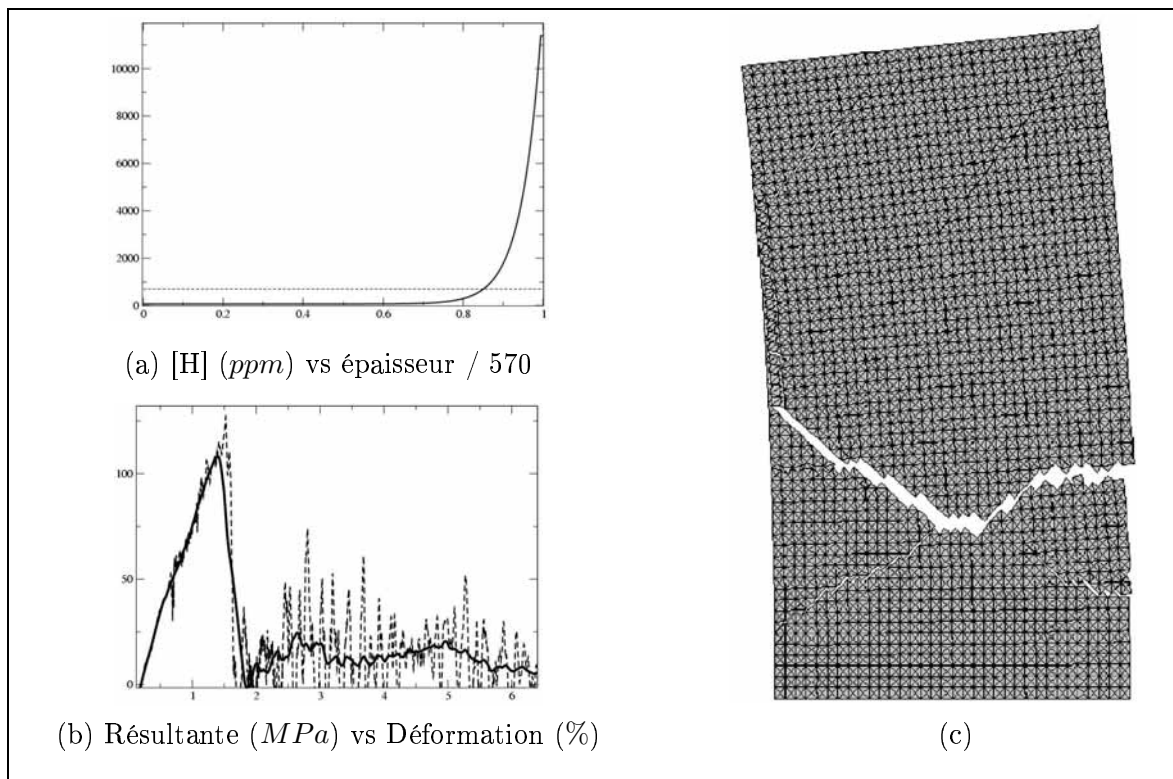 10000
8000
6000
4000
2000
0
0 0.2 0.4 0.6 0.8 1
(a) [H] (ppm) vs épaisseur / 570
100
50
0
1 2 3 4 5 6
(b) Résultante (MPa) vs Déformation (%)
(c)